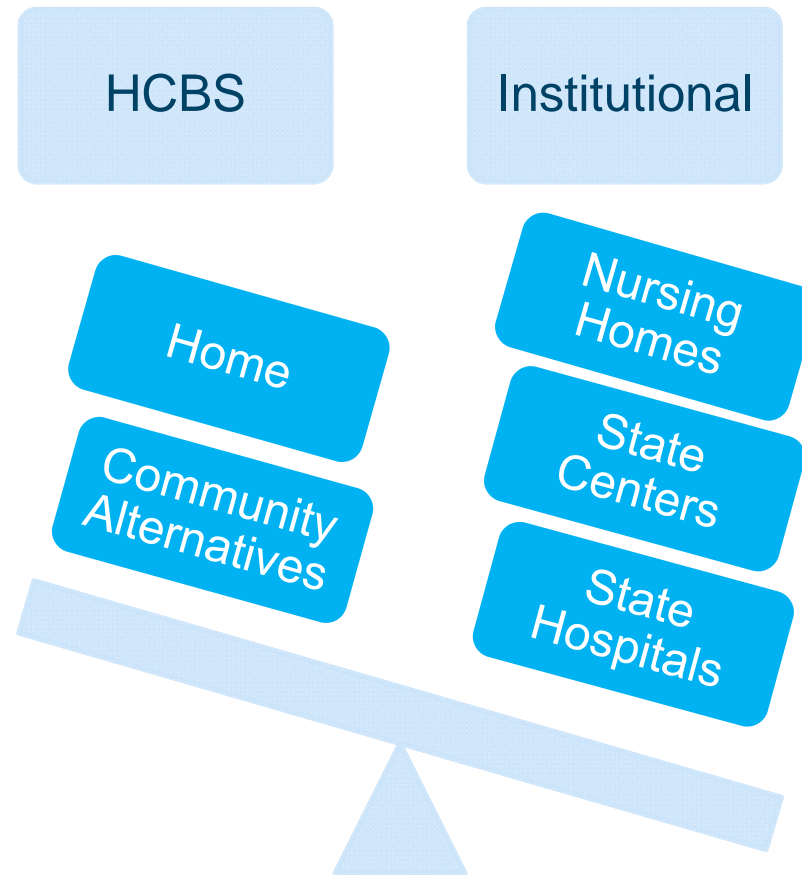 HCBS
Institutional
Home
Community
Alternatives
Nursing
Homes
State
Centers
State
Hospitals